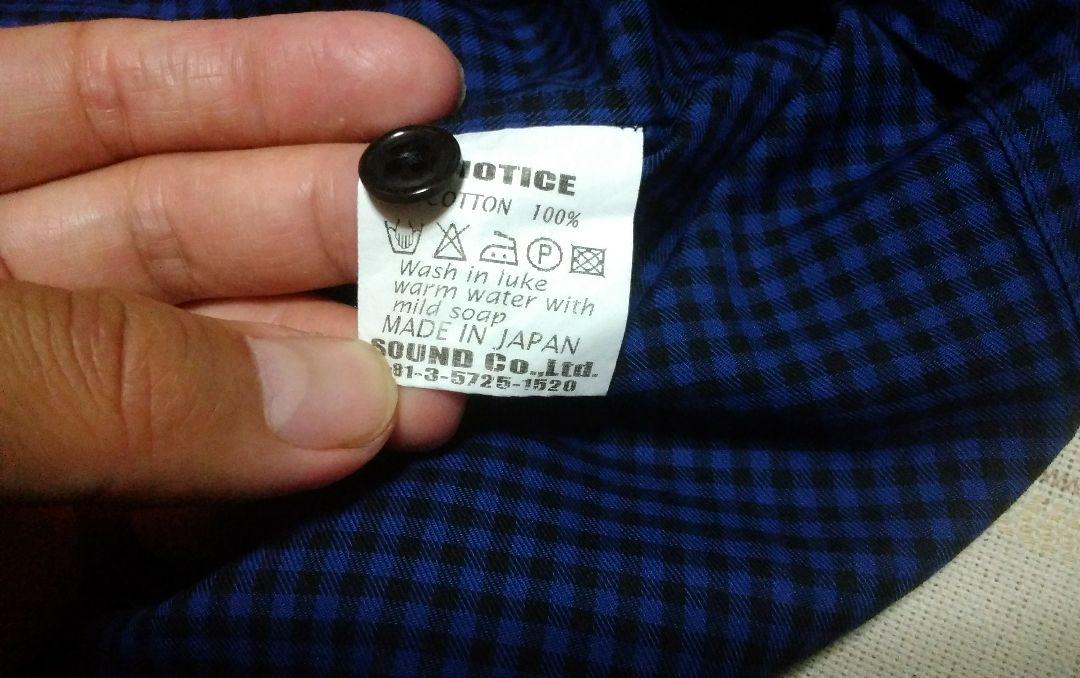 NOTICE
COTTON 100%
P
Wash in luke
warm water with
mild soap
MADE IN JAPAN
SOUND Co.,Ltd.
81-3-5725-1520